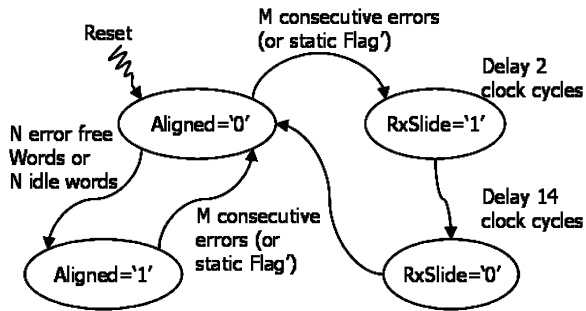 M consecutive errors
(or static Flag’)
Reset
Delay 2
clock cycles
Aligned=‘0’
RxSlide=‘1’
N error free
Words or
N idle words
Delay 14
clock cycles
M consecutive
errors (or
static Flag’)
Aligned=‘1’
RxSlide=‘0’